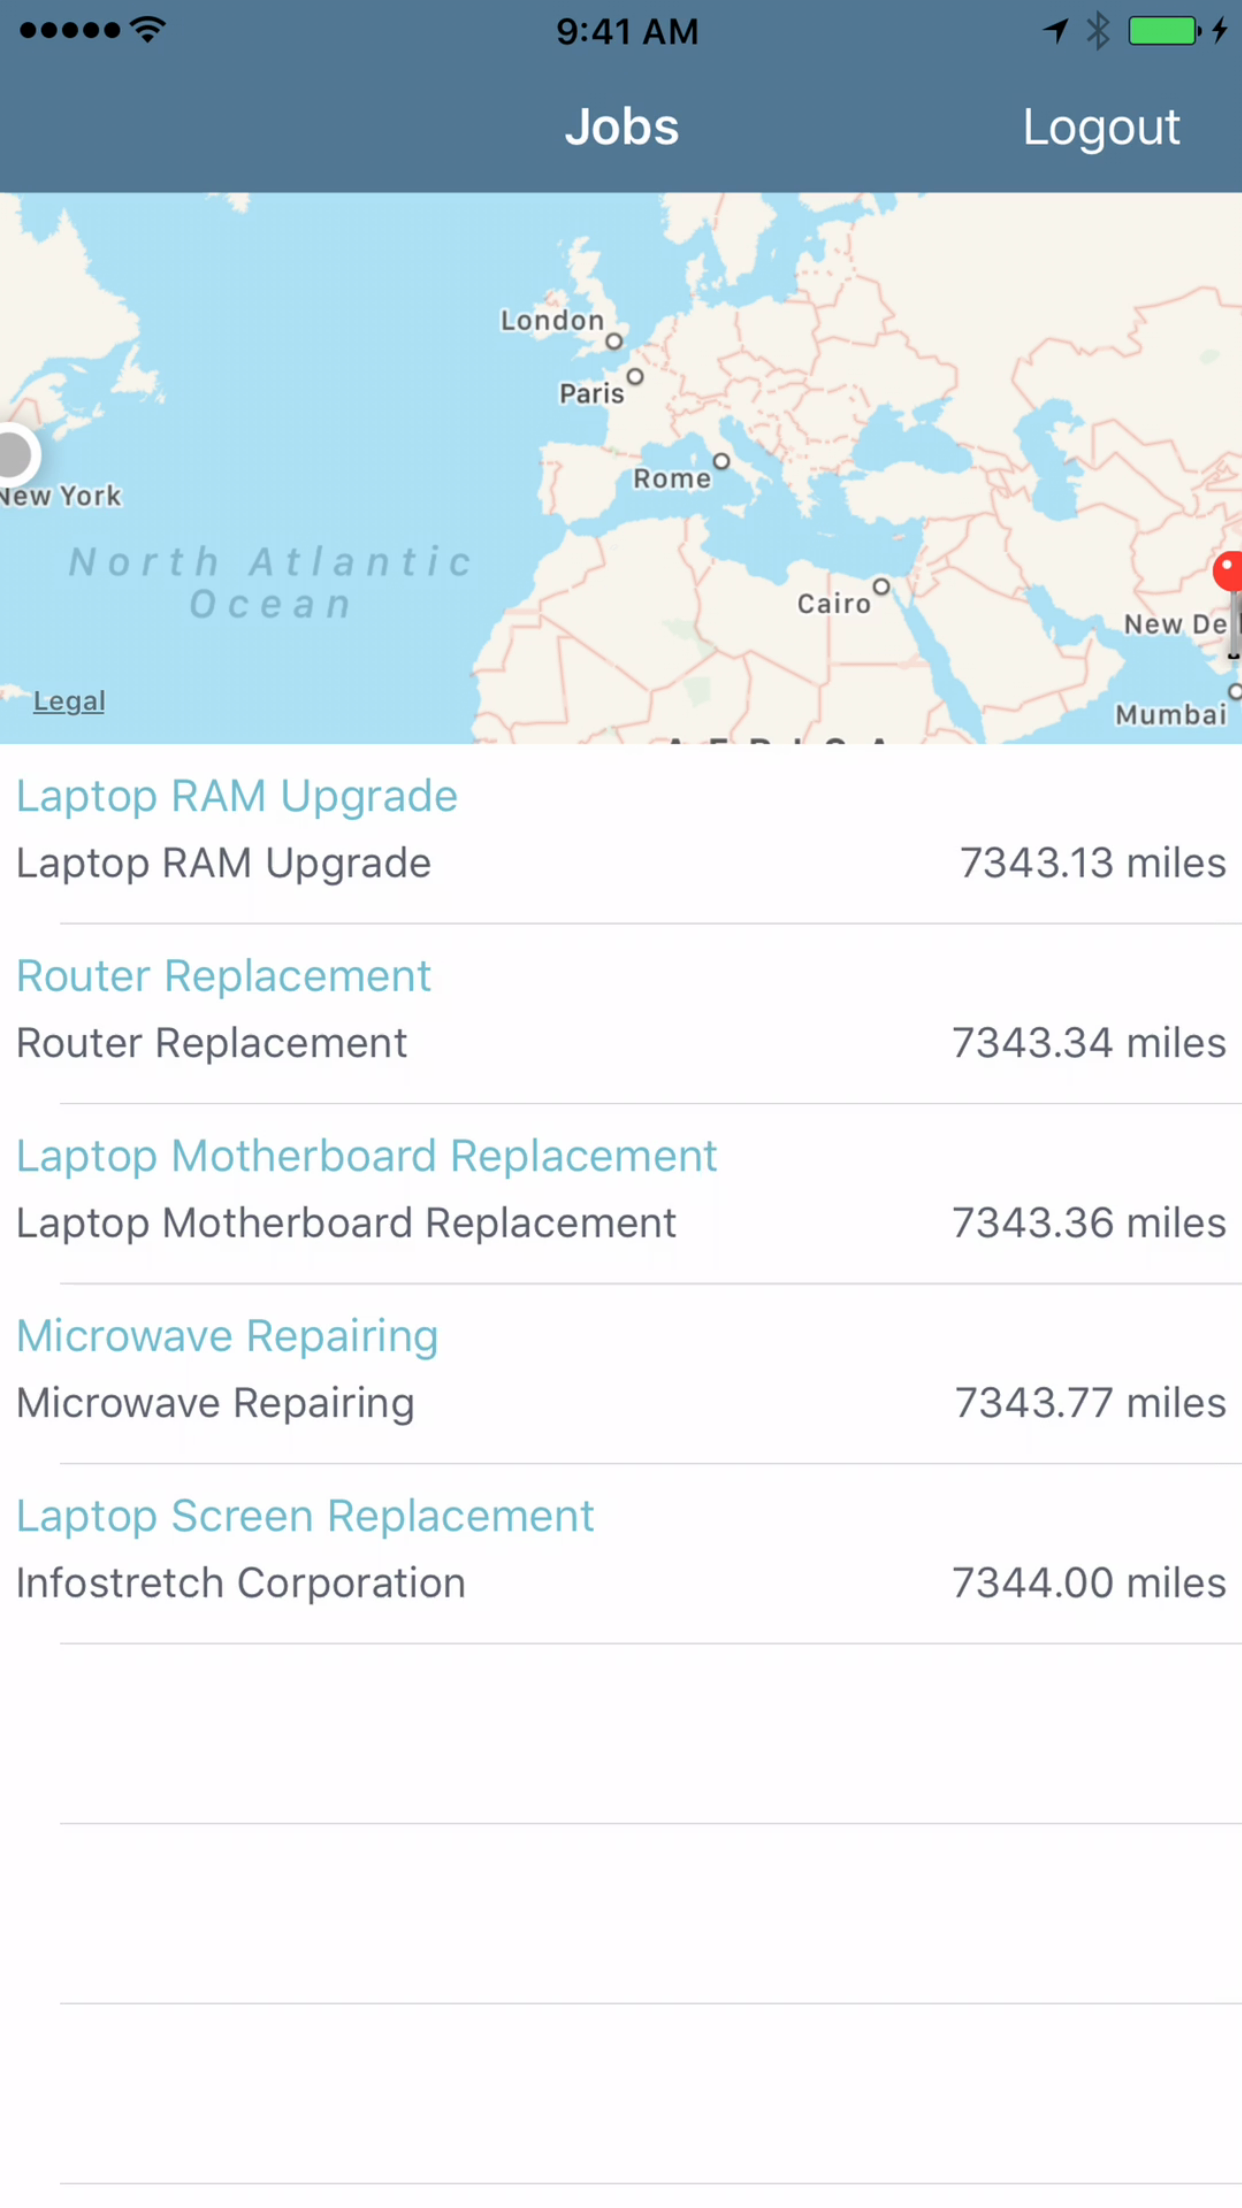 9:41 AM
Jobs
Logout
London
Paris
Rome
New York
North Atlantic
Ocean
Cairo
New De
Mumbai
Legal
AFRICA
Laptop RAM Upgrade
Laptop RAM Upgrade 7343.13 miles
Router Replacement
Router Replacement 7343.34 miles
Laptop Motherboard Replacement
Laptop Motherboard Replacement 7343.36 miles
Microwave Repairing
Microwave Repairing 7343.77 miles
Laptop Screen Replacement
Infostretch Corporation 7344.00 miles